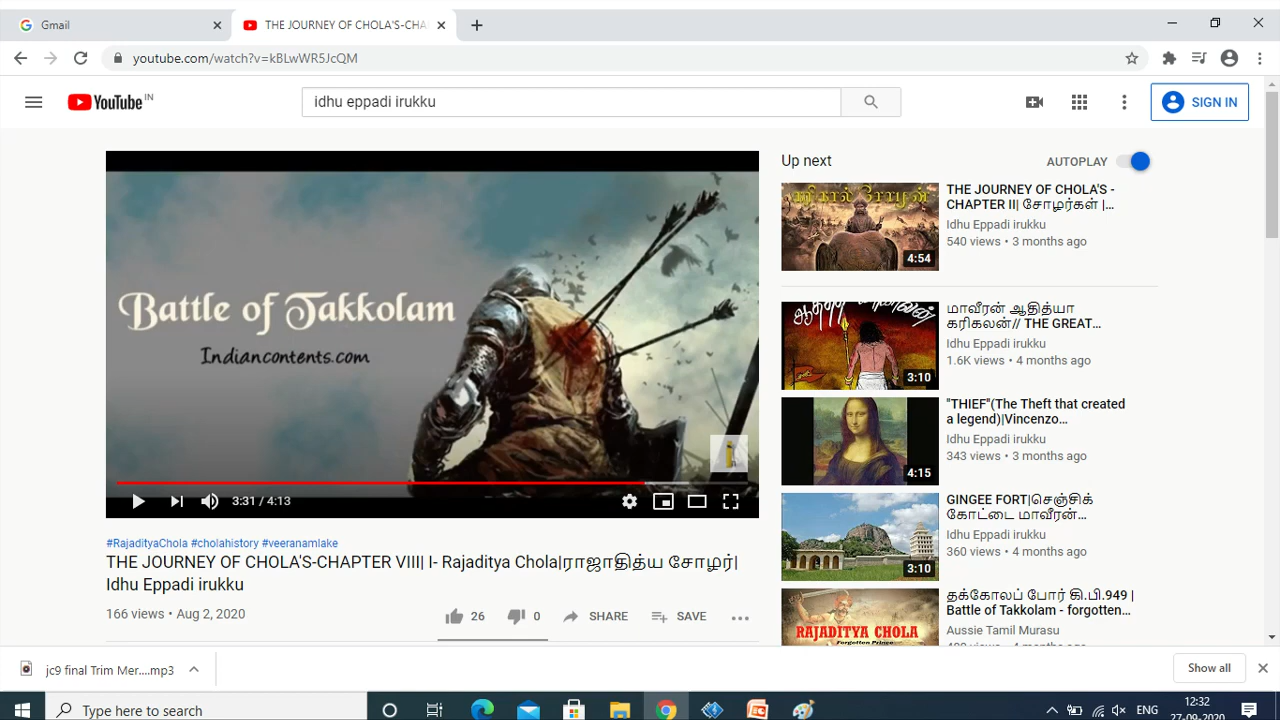 Gmail
THE JOURNEY OF CHOLA'S-CHA
youtube.com/watch?v=kBLwWR5JcQM
YouTube IN
idhu eppadi irukku
SIGN IN
Battle of Takkolam
Indiancontents.com
3:31 / 4:13
#RajadityaChola #cholahistory #veeranamlake
THE JOURNEY OF CHOLA'S-CHAPTER VIII| I- Rajaditya Chola|ராஜாதித்ய சோழர்|
Idhu Eppadi irukku
166 views • Aug 2, 2020
26
0
SHARE
SAVE
Up next
AUTOPLAY
கரிகால சோழன்
4:54
THE JOURNEY OF CHOLA'S -
CHAPTER II| சோழர்கள் |...
Idhu Eppadi irukku
540 views • 3 months ago
3:10
மாவீரன் ஆதித்யா
கரிகலன்// THE GREAT...
Idhu Eppadi irukku
1.6K views • 4 months ago
4:15
"THIEF"(The Theft that created
a legend)|Vincenzo...
Idhu Eppadi irukku
343 views • 3 months ago
3:10
GINGEE FORT|செஞ்சிக்
கோட்டை மாவீரன்...
Idhu Eppadi irukku
360 views • 4 months ago
RAJADITYA CHOLA
Forgotten Prince
தக்கோலப் போர் கி.பி.949 |
Battle of Takkolam - forgotten...
Aussie Tamil Murasu
jc9 final Trim Mer....mp3
Show all
Type here to search
ENG
12:32
27-09-2020